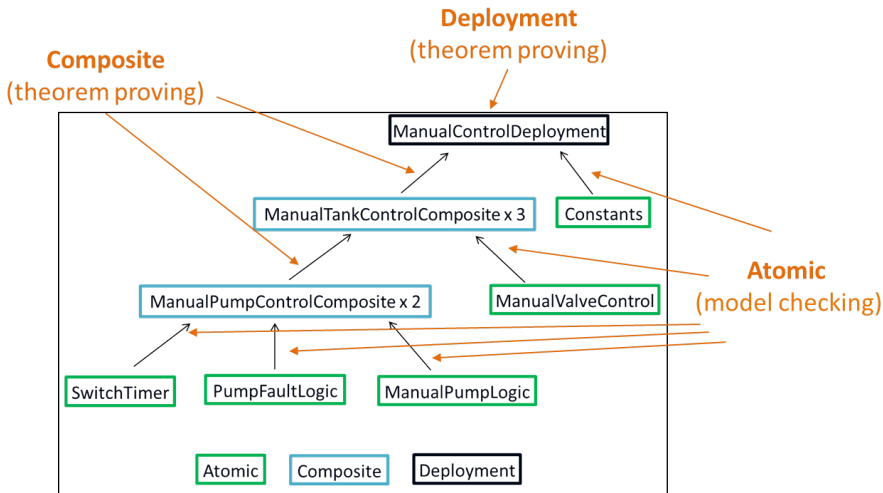 Deployment
(theorem proving)
Composite
(theorem proving)
ManualControlDeployment
ManualTankControlComposite x 3
Constants
Atomic
(model checking)
ManualPumpControlComposite x 2
ManualValveControl
SwitchTimer
PumpFaultLogic
ManualPumpLogic
Atomic
Composite
Deployment